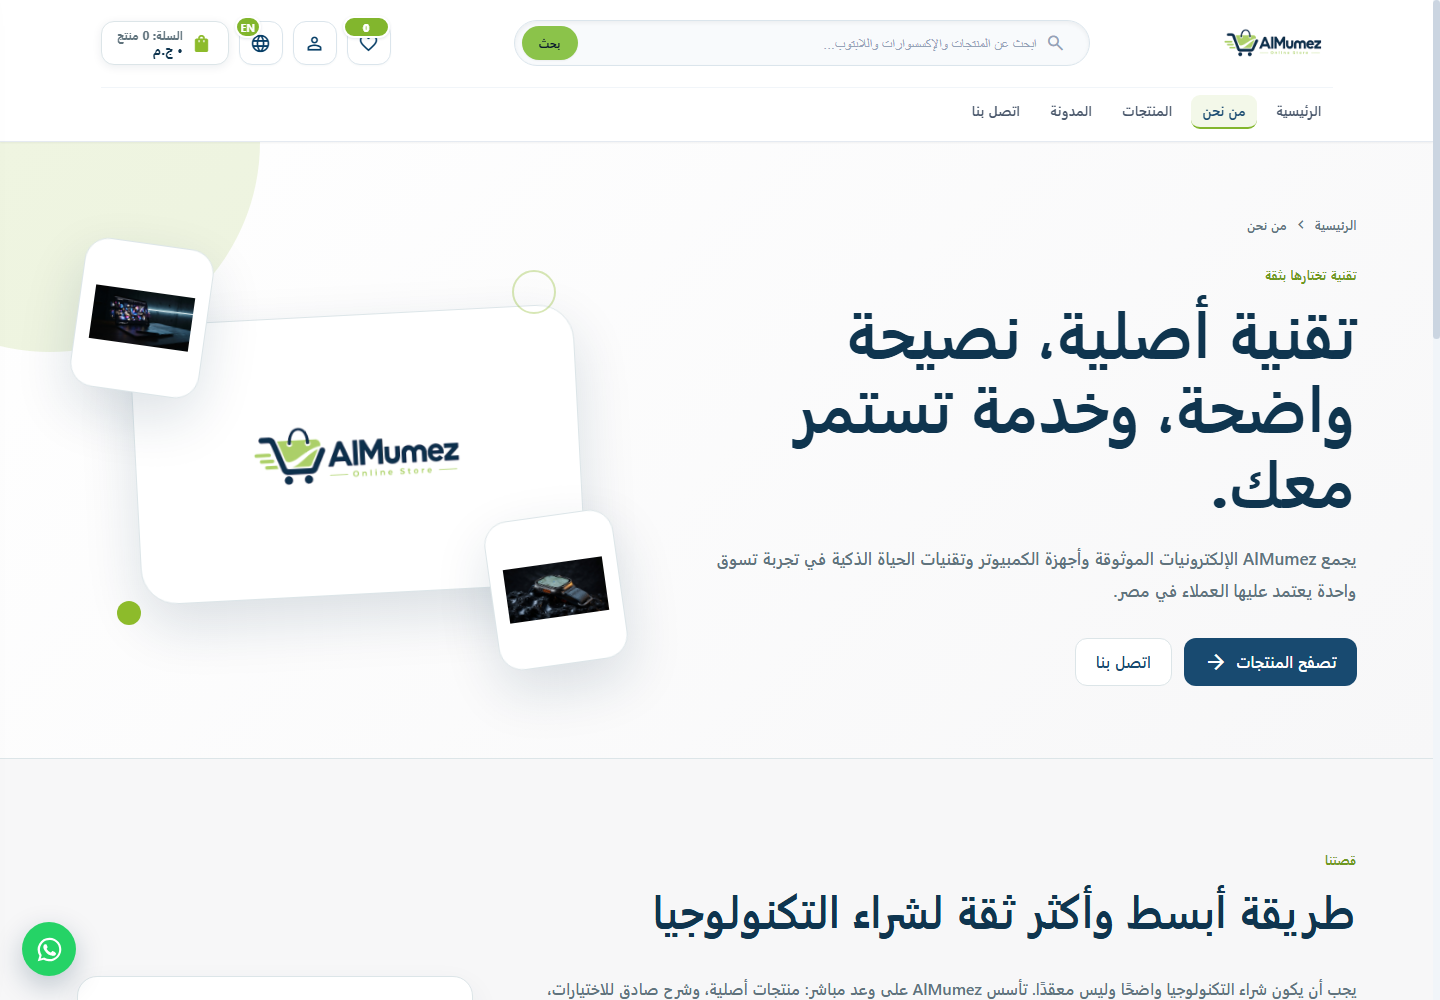 AlMumez
Online Store
ابحث عن المنتجات والإكسسوارات واللابتوب...
بحث
0
EN
السلة: 0 منتج
٠ ج.م
الرئيسية
من نحن
المنتجات
المدونة
اتصل بنا
الرئيسية
من نحن
تقنية تختارها بثقة
تقنية أصلية، نصيحة
واضحة، وخدمة تستمر
معك.
يجمع AlMumez الإلكترونيات الموثوقة وأجهزة الكمبيوتر وتقنيات الحياة الذكية في تجربة تسوق
واحدة يعتمد عليها العملاء في مصر.
تصفح المنتجات
اتصل بنا
AlMumez
Online Store
قصتنا
طريقة أبسط وأكثر ثقة لشراء التكنولوجيا
يجب أن يكون شراء التكنولوجيا واضحًا وليس معقدًا. تأسس AlMumez على وعد مباشر: منتجات أصلية، وشرح صادق للاختيارات،